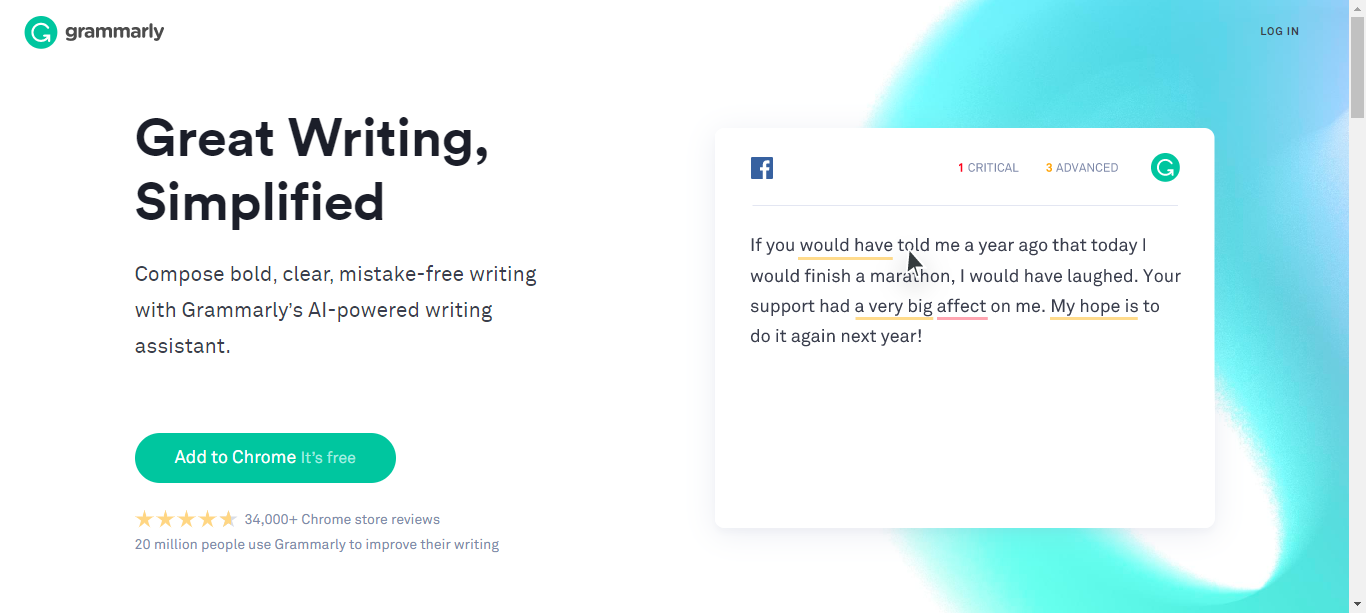 grammarly
LOG IN
Great Writing,
Simplified
Compose bold, clear, mistake-free writing
with Grammarly’s AI-powered writing
assistant.
Add to Chrome It’s free
34,000+ Chrome store reviews
20 million people use Grammarly to improve their writing
1 CRITICAL 3 ADVANCED
If you would have told me a year ago that today I
would finish a marathon, I would have laughed. Your
support had a very big affect on me. My hope is to
do it again next year!